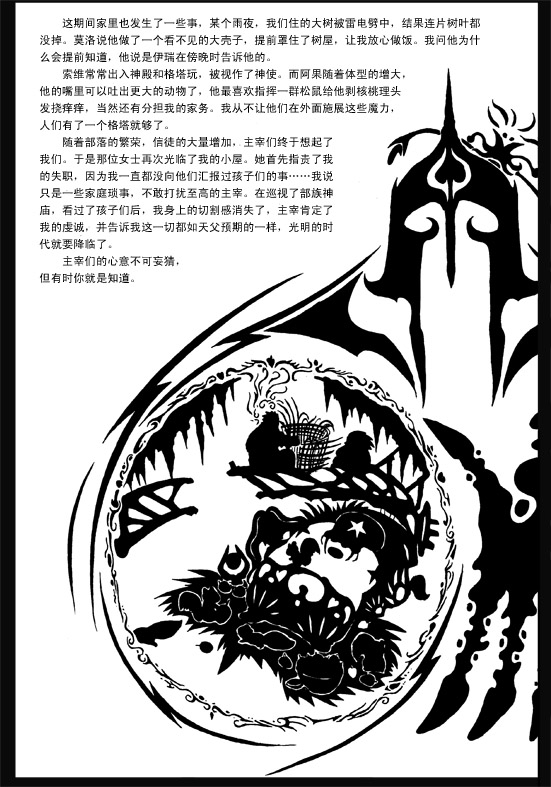 这期间家里也发生了一些事，某个雨夜，我们住的大树被雷电劈中，结果连片树叶都
没掉。莫洛说他做了一个看不见的大壳子，提前罩住了树屋，让我放心做饭。我问他为什
么会提前知道，他说是伊瑞在傍晚时告诉他的。
索维常常出入神殿和格塔玩，被视作了神使。而阿果随着体型的增大，
他的嘴里可以吐出更大的动物了，他最喜欢指挥一群松鼠给他剥核桃理头
发挠痒痒，当然还有分担我的家务。我从不让他们在外面施展这些魔力，
人们有了一个格塔就够了。
随着部落的繁荣，信徒的大量增加，主宰们终于想起了
我们。于是那位女士再次光临了我的小屋。她首先指责了我
的失职，因为我一直都没向他们汇报过孩子们的事……我说
只是一些家庭琐事，不敢打扰至高的主宰。在巡视了部族神
庙，看过了孩子们后，我身上的切割感消失了，主宰肯定了
我的虔诚，并告诉我这一切都如天父预期的一样，光明的时
代就要降临了。
主宰们的心意不可妄猜，
但有时你就是知道。